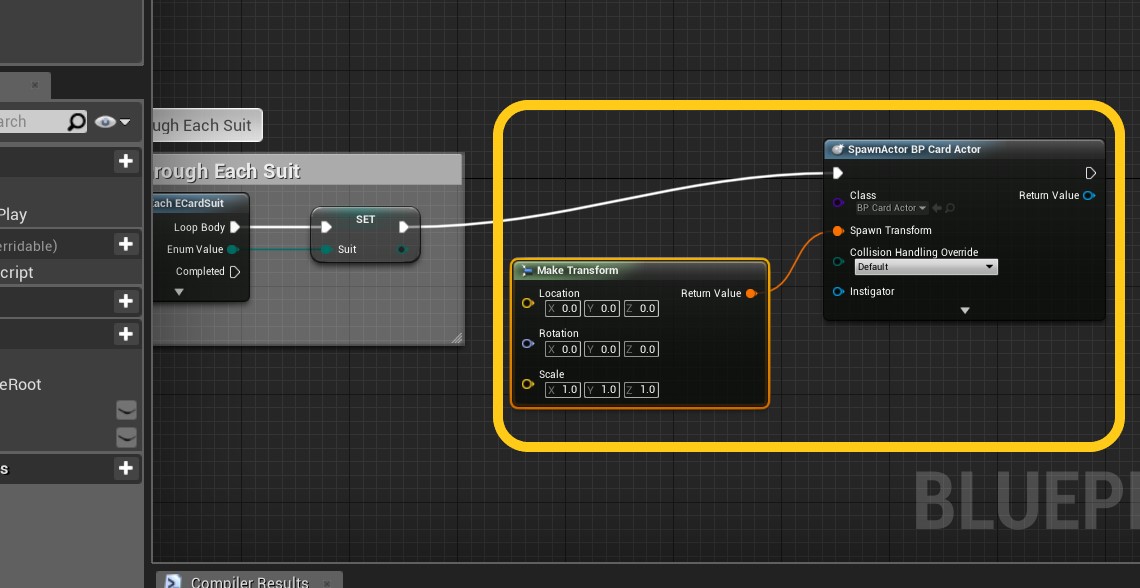 arch
Play
erridable)
cript
eRoot
s
ugh Each Suit
rough Each Suit
ach ECardSuit
Loop Body
Enum Value
Completed
SET
Suit
Make Transform
Location
Return Value
X 0.0 Y 0.0 Z 0.0
Rotation
X 0.0 Y 0.0 Z 0.0
Scale
X 1.0 Y 1.0 Z 1.0
SpawnActor BP Card Actor
Class
Return Value
BP Card Actor
Spawn Transform
Collision Handling Override
Default
Instigator
BLUEP
Compiler Results